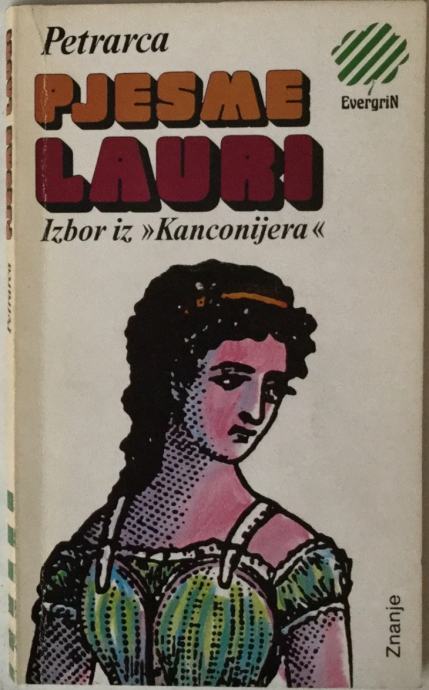 Petrarca
PJESME
LAURI
Izbor iz »Kanconijera«
EvergriN
Znanje
PJESME LAURI
Petrarca